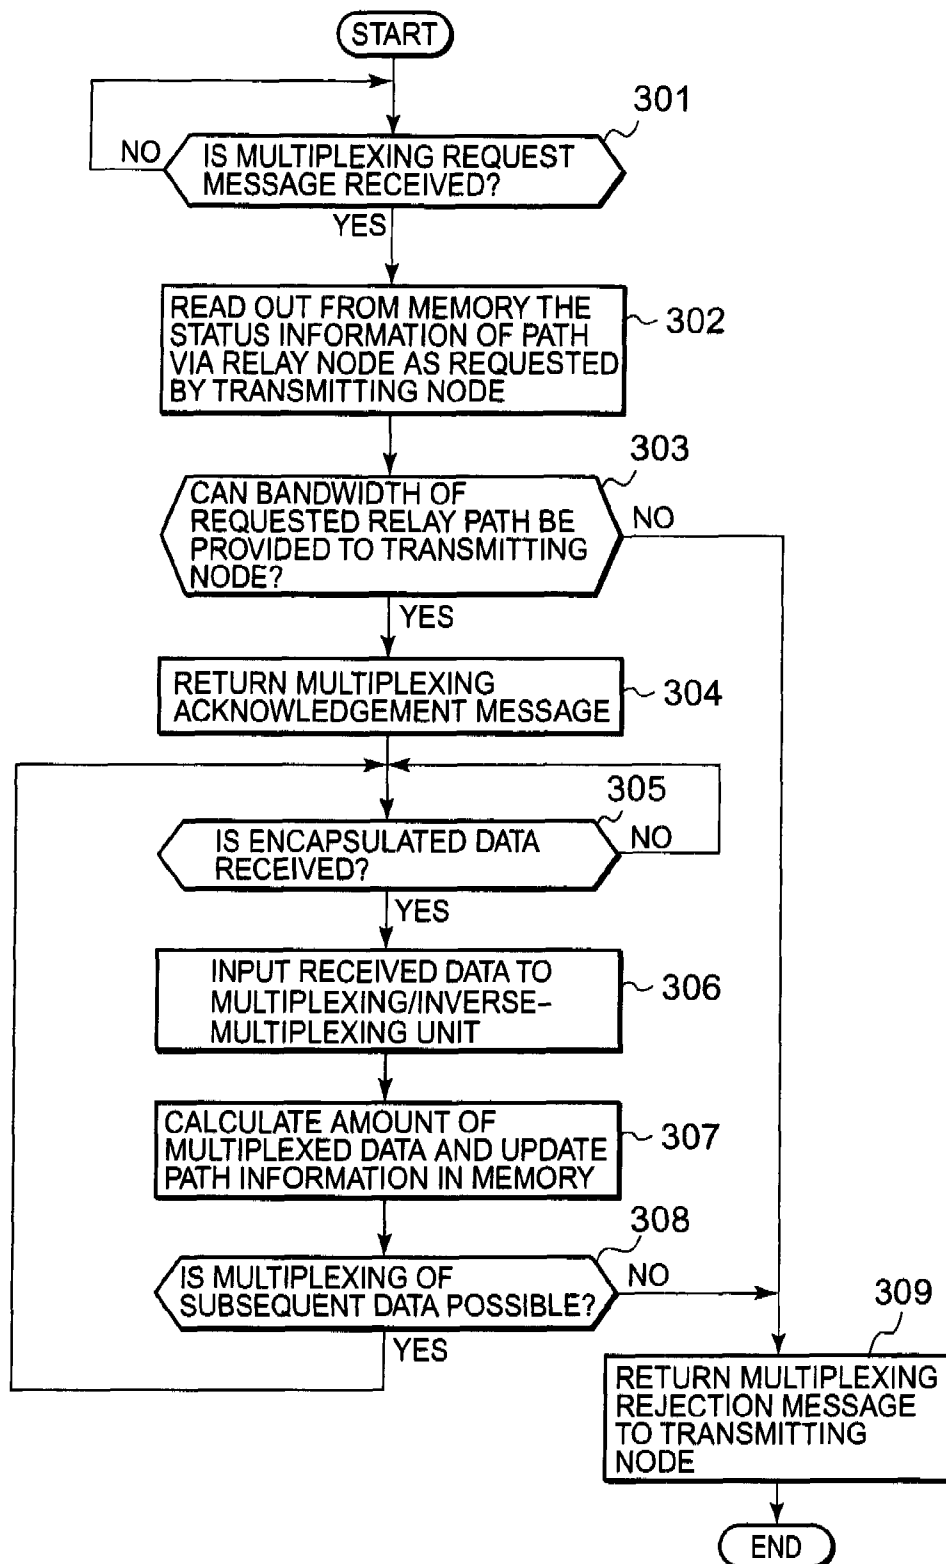 START
301
NO
IS MULTIPLEXING REQUEST
MESSAGE RECEIVED?
YES
READ OUT FROM MEMORY THE
STATUS INFORMATION OF PATH
VIA RELAY NODE AS REQUESTED
BY TRANSMITTING NODE
302
303
CAN BANDWIDTH OF
REQUESTED RELAY PATH BE
PROVIDED TO TRANSMITTING
NODE?
NO
YES
RETURN MULTIPLEXING
ACKNOWLEDGEMENT MESSAGE
304
305
IS ENCAPSULATED DATA
RECEIVED?
NO
YES
INPUT RECEIVED DATA TO
MULTIPLEXING/INVERSE-
MULTIPLEXING UNIT
306
CALCULATE AMOUNT OF
MULTIPLEXED DATA AND UPDATE
PATH INFORMATION IN MEMORY
307
308
IS MULTIPLEXING OF
SUBSEQUENT DATA POSSIBLE?
NO
YES
309
RETURN MULTIPLEXING
REJECTION MESSAGE
TO TRANSMITTING
NODE
END